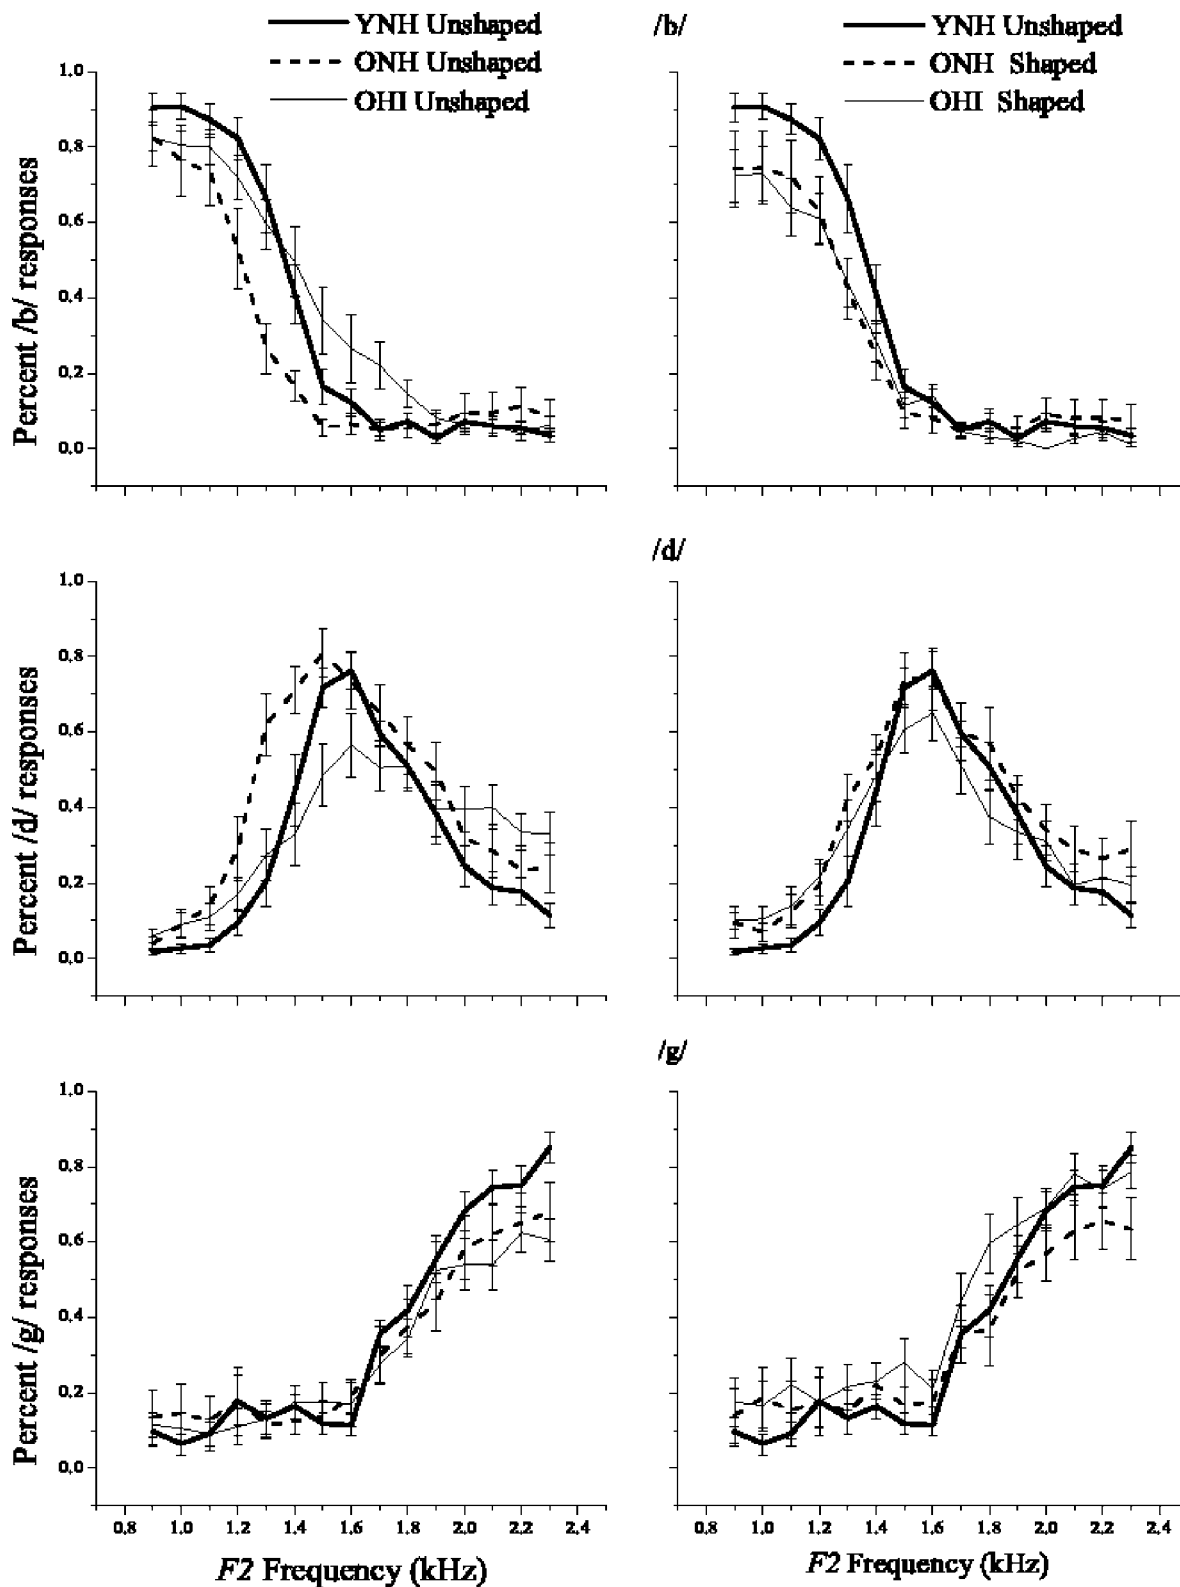 YNH Unshaped
ONH Unshaped
OHI Unshaped
/b/
YNH Unshaped
ONH Shaped
OHI Shaped
Percent /b/ responses
1.0
0.8
0.6
0.4
0.2
0.0
/d/
Percent /d/ responses
1.0
0.8
0.6
0.4
0.2
0.0
/g/
Percent /g/ responses
1.0
0.8
0.6
0.4
0.2
0.0
0.8 1.0 1.2 1.4 1.6 1.8 2.0 2.2 2.4
0.8 1.0 1.2 1.4 1.6 1.8 2.0 2.2 2.4
F2 Frequency (kHz)
F2 Frequency (kHz)